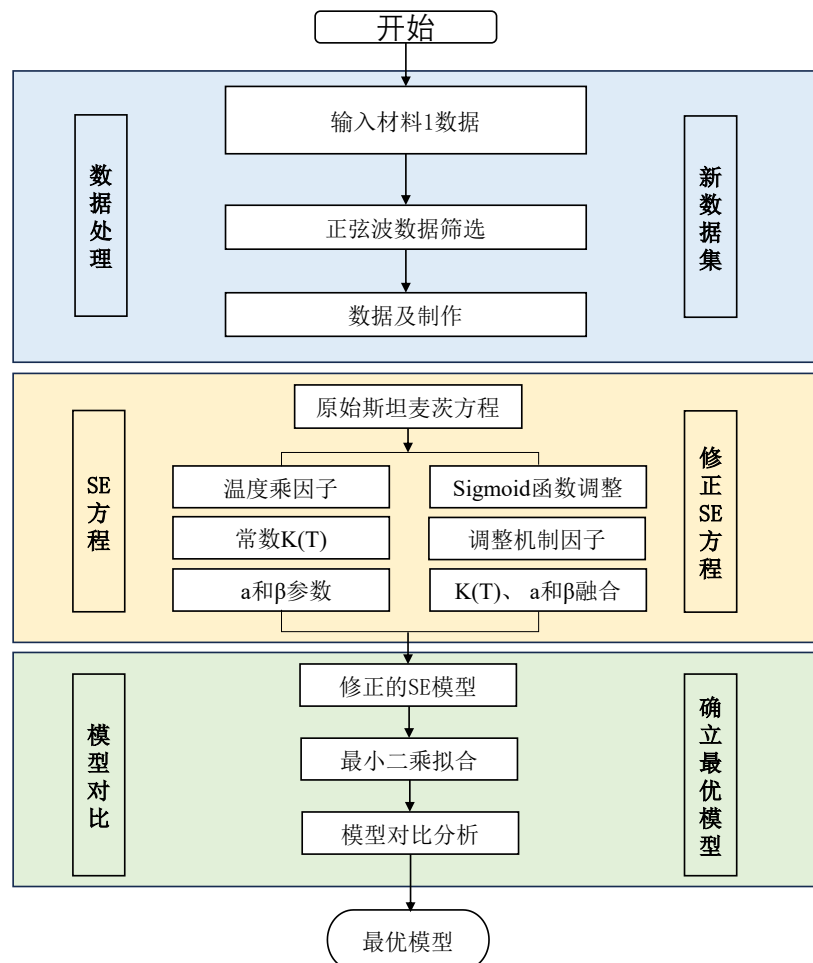 开始
输入材料1数据
数据处理
新数据集
正弦波数据筛选
数据及制作
原始斯坦麦茨方程
SE方程
修正SE方程
温度乘因子
Sigmoid函数调整
常数K(T)
调整机制因子
a和β参数
K(T)、 a和β融合
修正的SE模型
模型对比
确立最优模型
最小二乘拟合
模型对比分析
最优模型